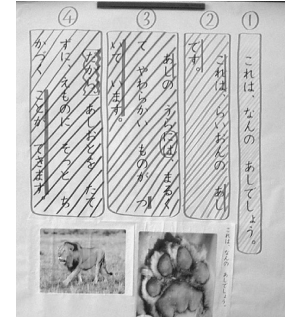 ①
これは、なんの あしでしょう。
②
これは、らいおんの あし
です。
③
あしの うらには、まるく
て やわらかい ものが つ
いて います。
④
だから、あしおとを たて
ずに、えものに そっと ち
かづく ことが できます。
これは、なんの あしでしょう。